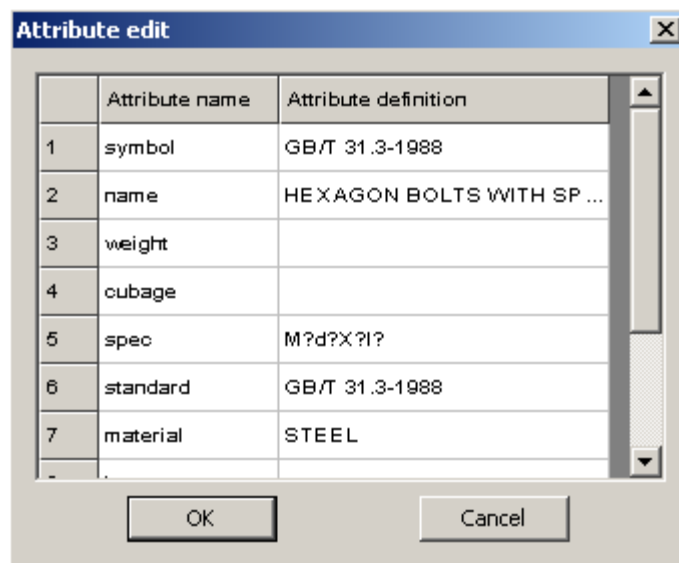 Attribute edit
Attribute name Attribute definition
1 symbol GB/T 31.3-1988
2 name HEXAGON BOLTS WITH SP ...
3 weight
4 cubage
5 spec M?d?X?l?
6 standard GB/T 31.3-1988
7 material STEEL
OK Cancel